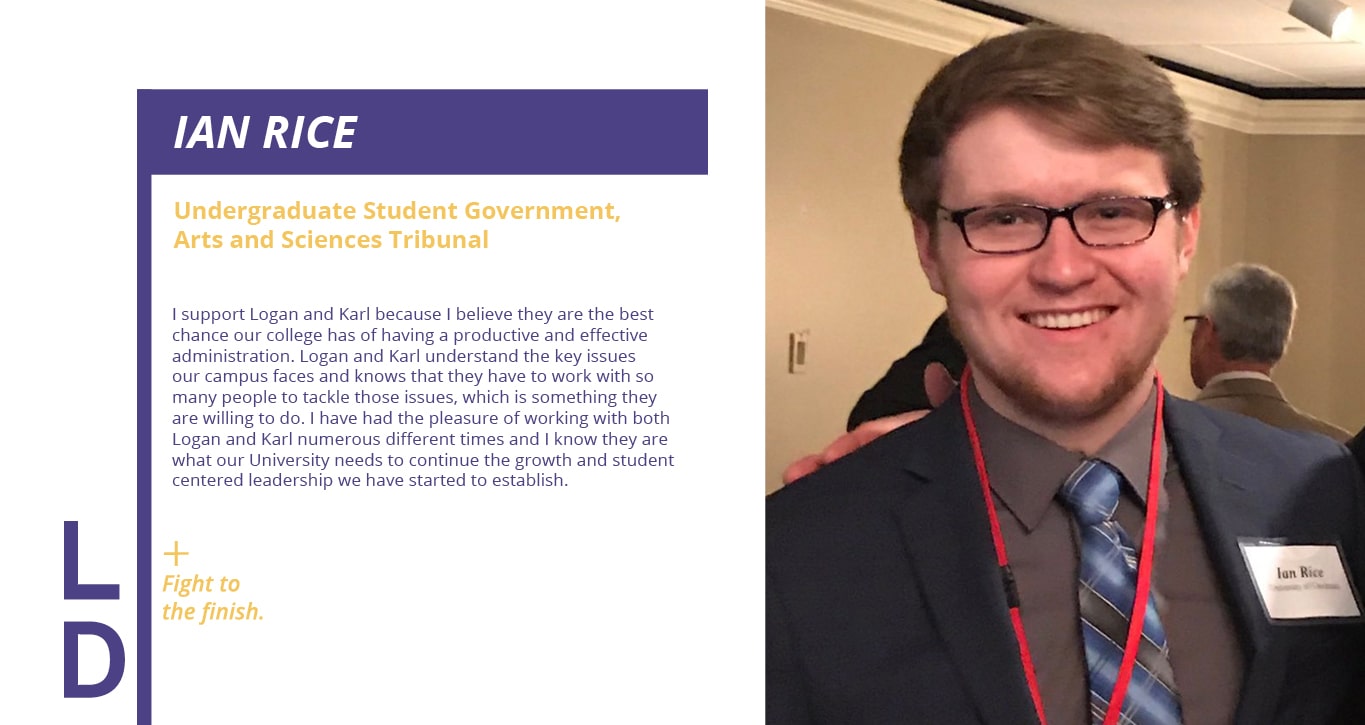 IAN RICE
Undergraduate Student Government,
Arts and Sciences Tribunal
I support Logan and Karl because I believe they are the best
chance our college has of having a productive and effective
administration. Logan and Karl understand the key issues
our campus faces and knows that they have to work with so
many people to tackle those issues, which is something they
are willing to do. I have had the pleasure of working with both
Logan and Karl numerous different times and I know they are
what our University needs to continue the growth and student
centered leadership we have started to establish.
+
Fight to
the finish.
L
D
Ian Rice